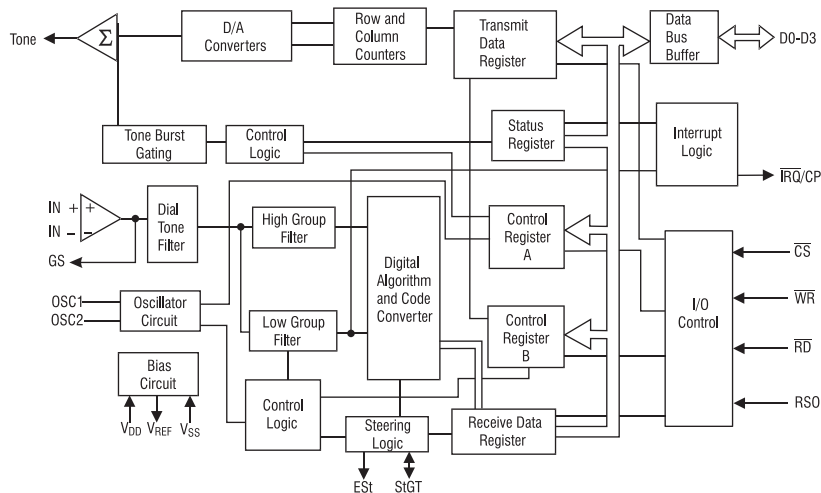 Tone
Σ
D/A
Converters
Row and
Column
Counters
Transmit
Data
Register
Data
Bus
Buffer
D0-D3
Tone Burst
Gating
Control
Logic
Status
Register
Interrupt
Logic
IRQ/CP
IN + +
IN − −
GS
Dial
Tone
Filter
High Group
Filter
Digital
Algorithm
and Code
Converter
Control
Register
A
I/O
Control
CS
WR
RD
RSO
OSC1
OSC2
Oscillator
Circuit
Low Group
Filter
Control
Register
B
Bias
Circuit
VDD
VREF
VSS
Control
Logic
Steering
Logic
Receive Data
Register
ESt
StGT